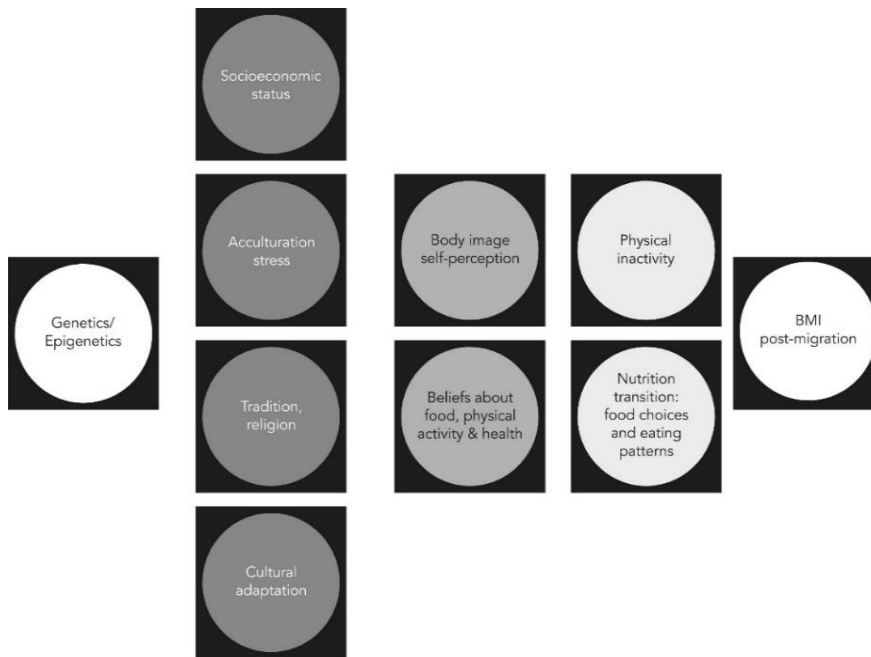 Socioeconomic
status
Acculturation
stress
Body image
self-perception
Physical
inactivity
Genetics/
Epigenetics
BMI
post-migration
Tradition,
religion
Beliefs about
food, physical
activity & health
Nutrition
transition:
food choices
and eating
patterns
Cultural
adaptation